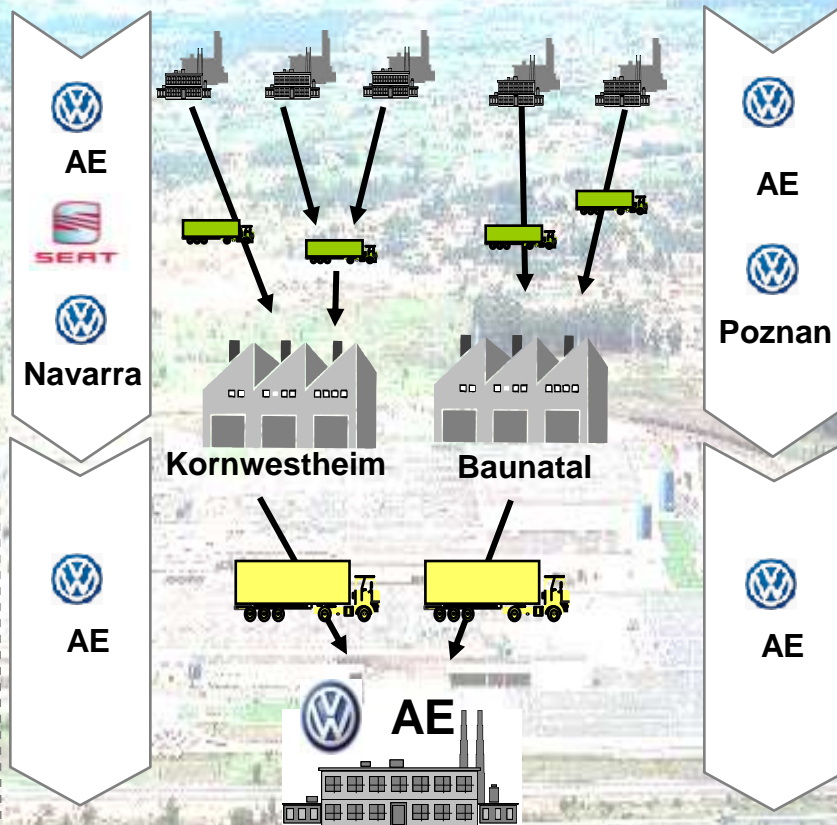 AE
SEAT
Navarra
AE
Poznan
Kornwestheim
Baunatal
AE
AE
AE